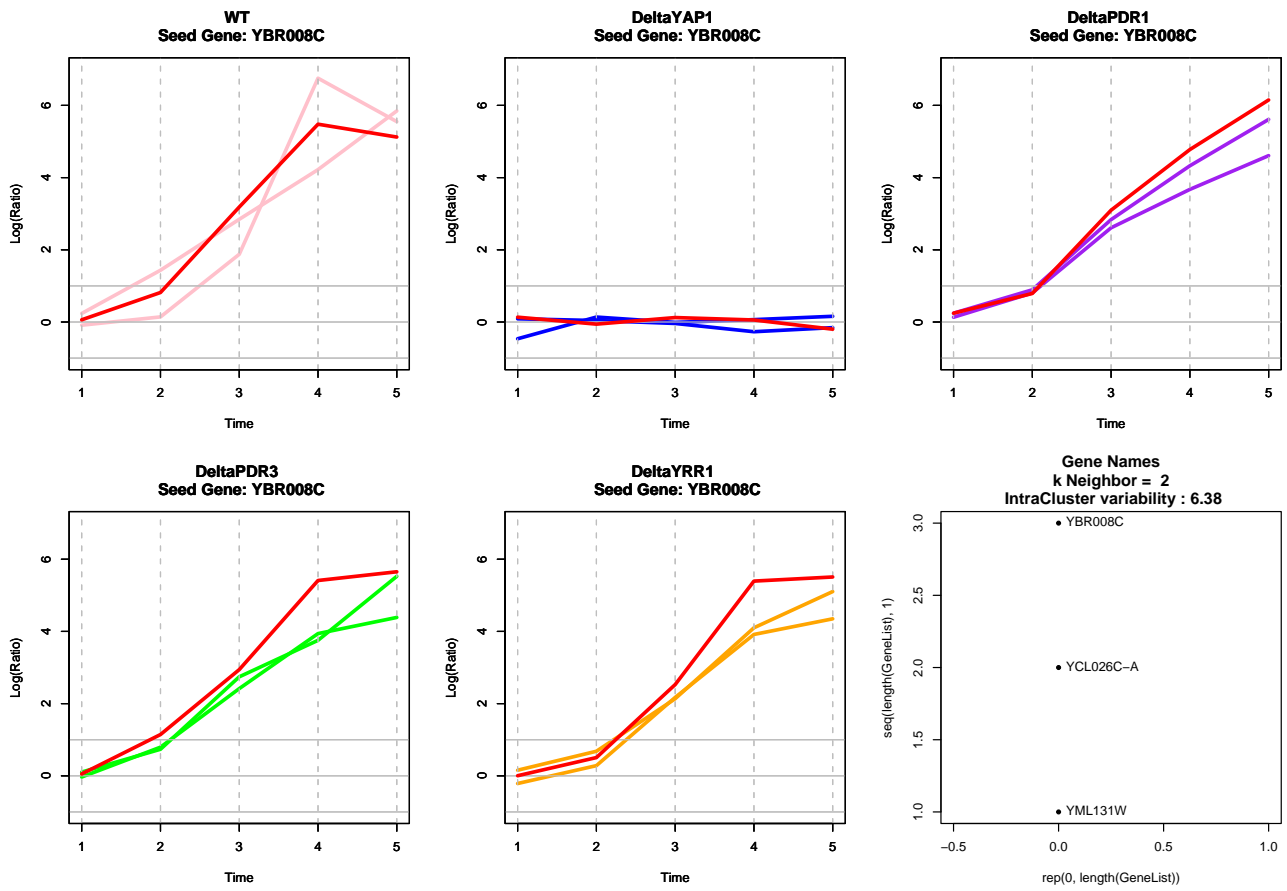 WT
Seed Gene: YBR008C
Log(Ratio)
0 2 4 6
1 2 3 4 5
Time
DeltaYAP1
Seed Gene: YBR008C
Log(Ratio)
0 2 4 6
1 2 3 4 5
Time
DeltaPDR1
Seed Gene: YBR008C
Log(Ratio)
0 2 4 6
1 2 3 4 5
Time
DeltaPDR3
Seed Gene: YBR008C
Log(Ratio)
0 2 4 6
1 2 3 4 5
Time
DeltaYRR1
Seed Gene: YBR008C
Log(Ratio)
0 2 4 6
1 2 3 4 5
Time
Gene Names
k Neighbor = 2
IntraCluster variability : 6.38
seq(length(GeneList), 1)
1.0 1.5 2.0 2.5 3.0
YBR008C
YCL026C−A
YML131W
−0.5 0.0 0.5 1.0
rep(0, length(GeneList))